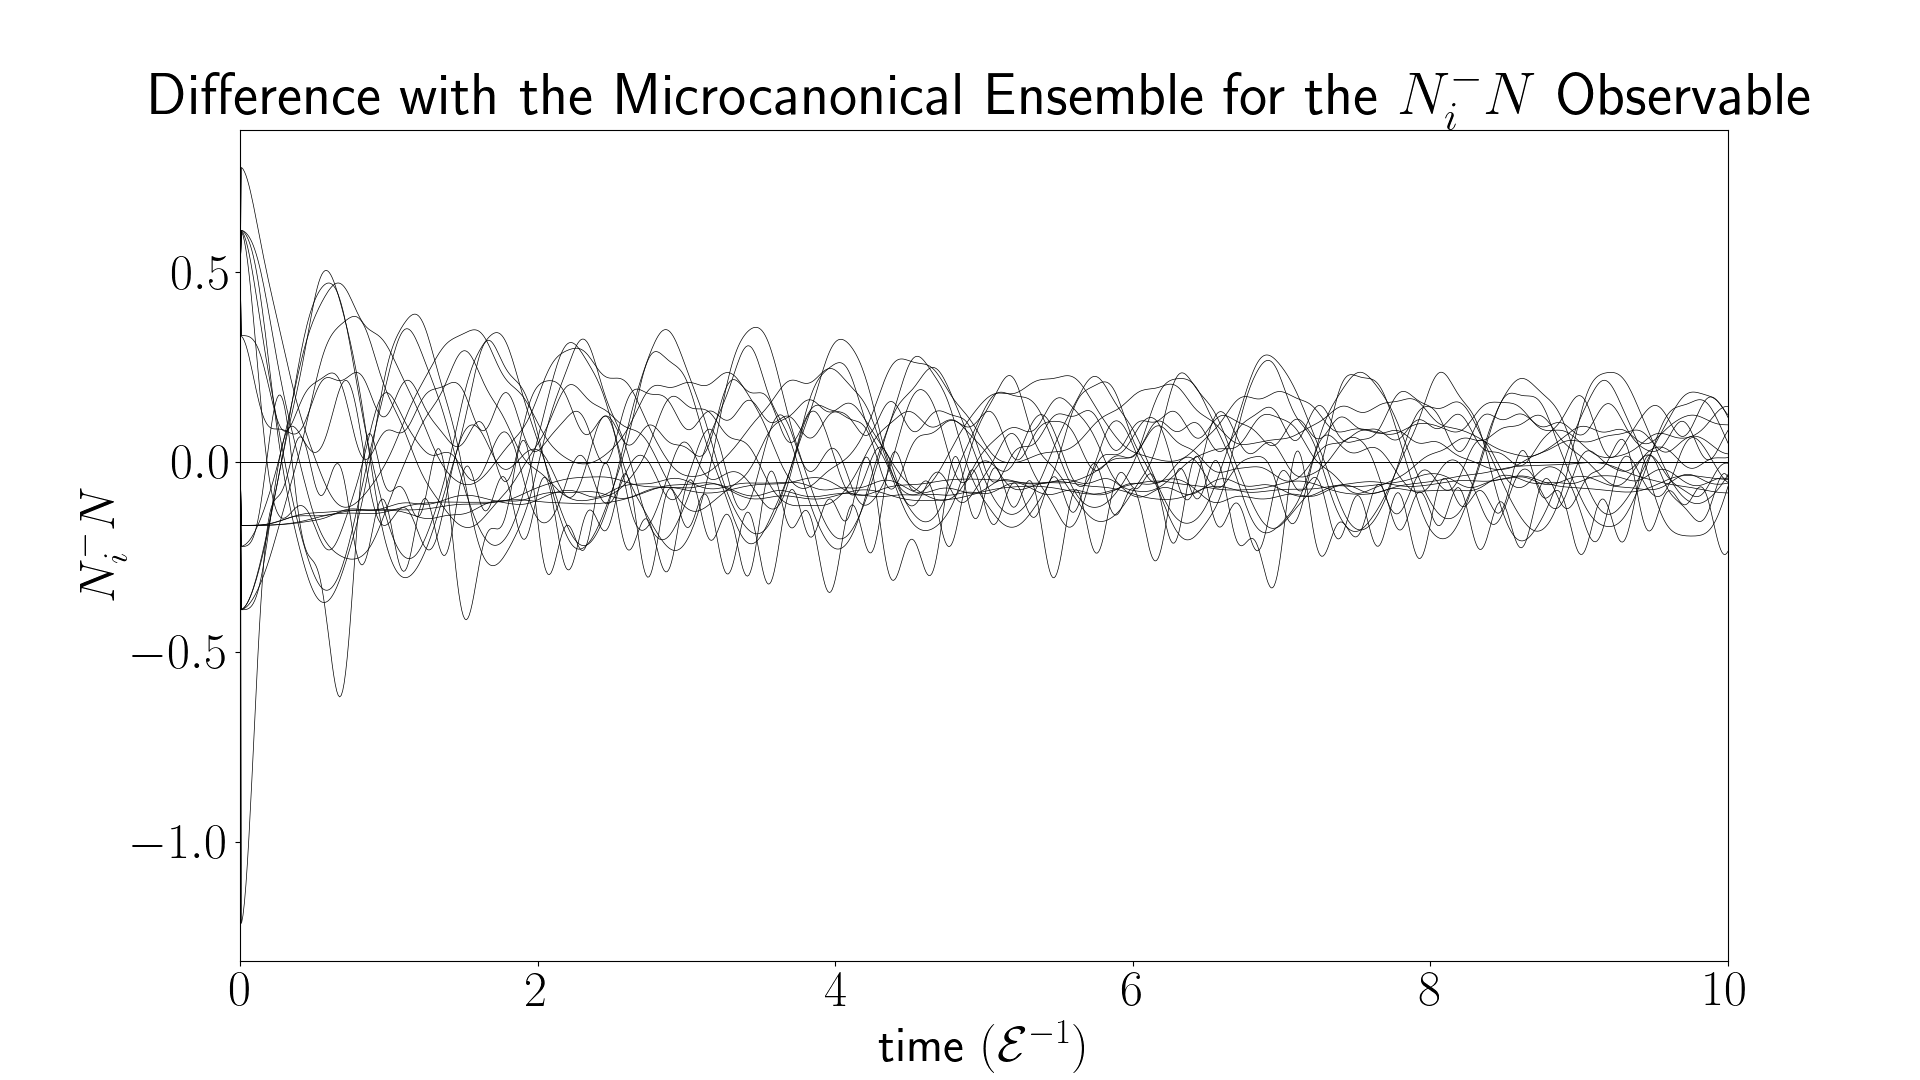 Difference with the Microcanonical Ensemble for the $N_i^- N$ Observable
$N_i^- N$
0.5
0.0
−0.5
−1.0
0 2 4 6 8 10
time ($\mathcal{E}^{-1}$)